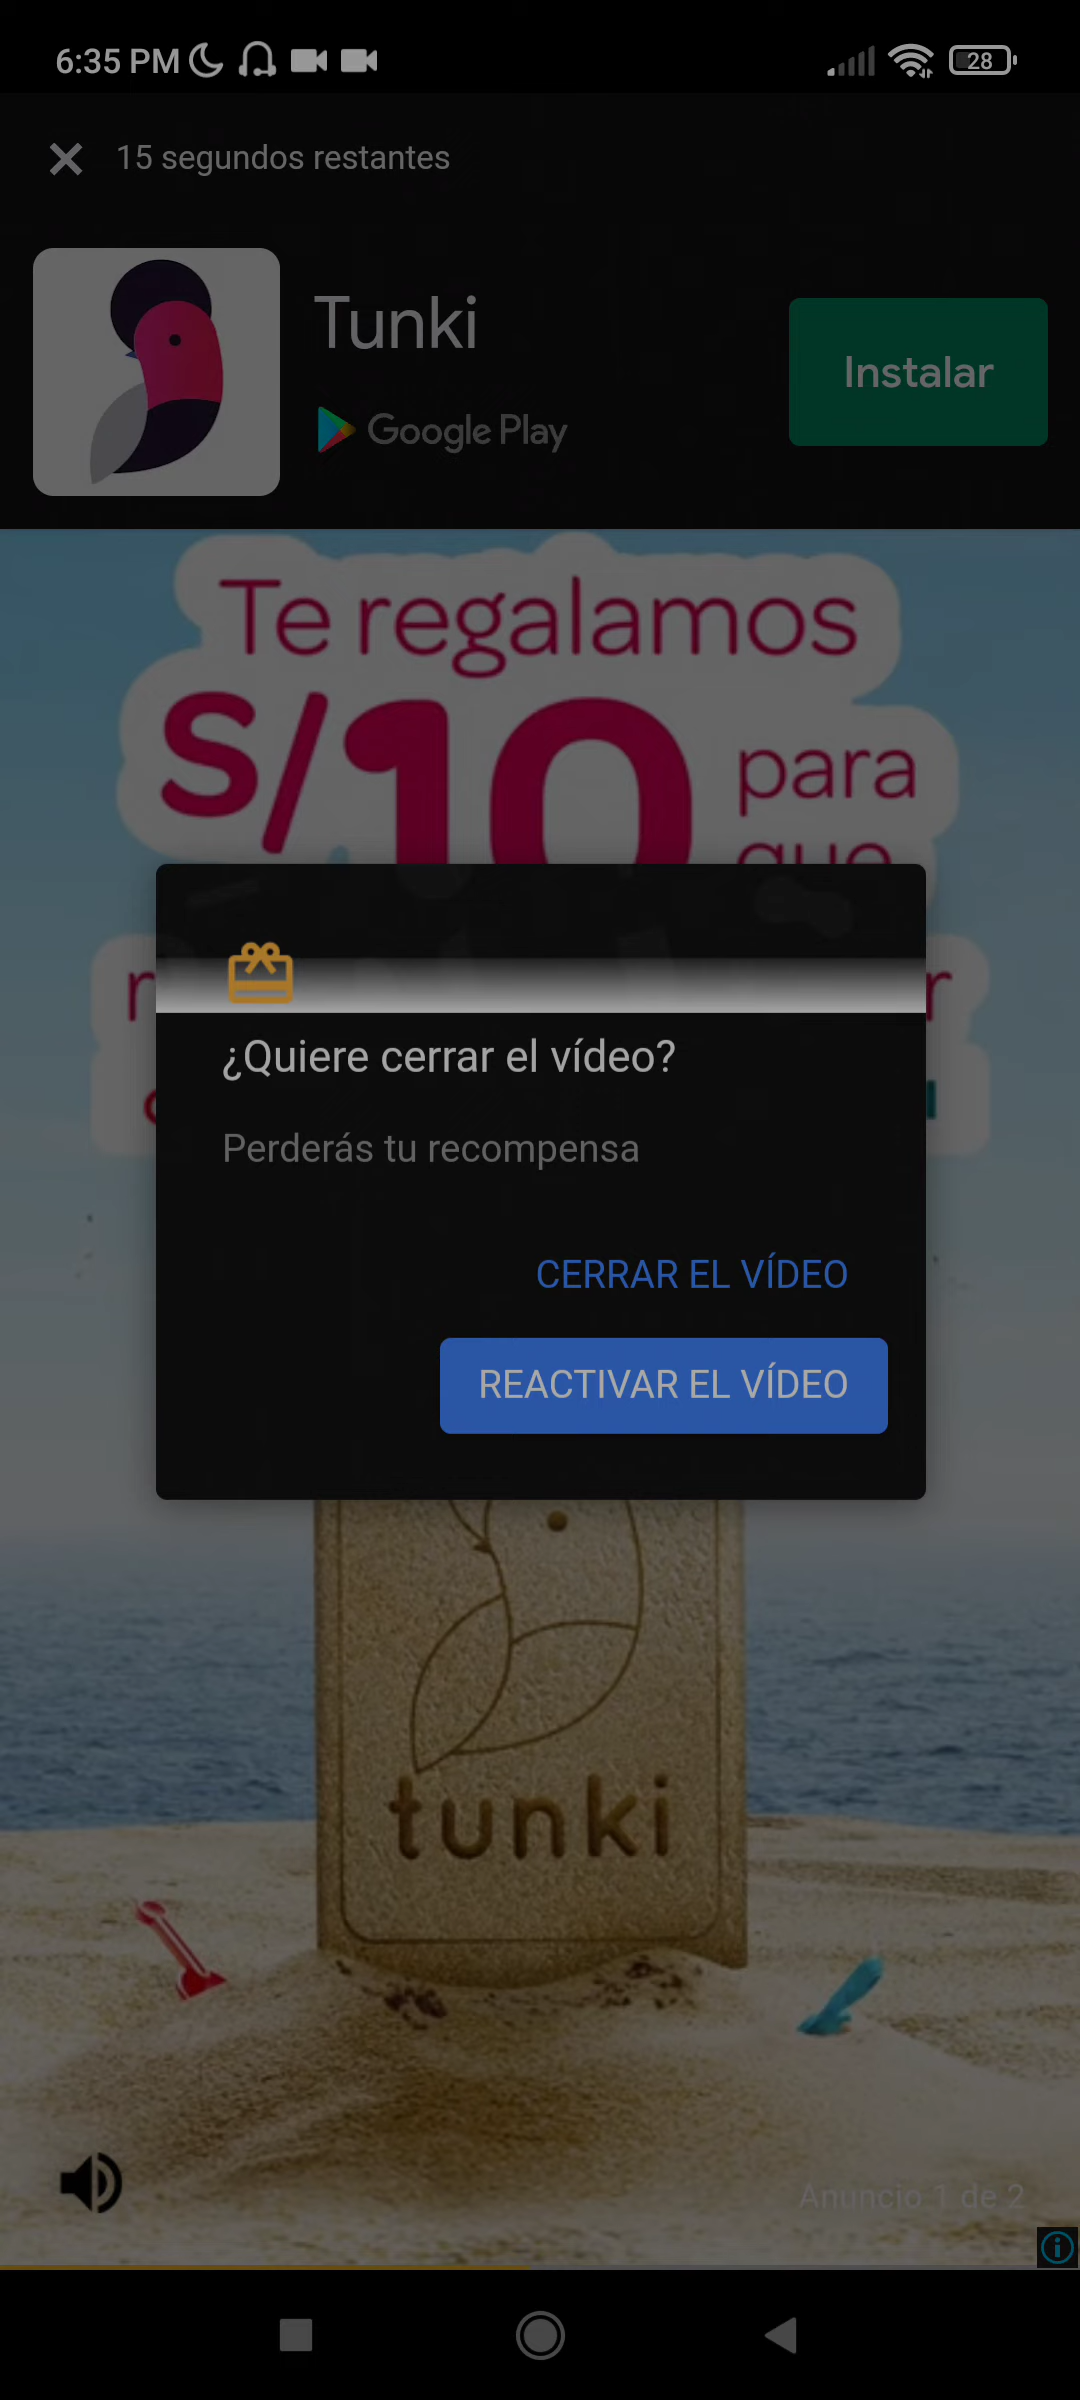 6:35 PM
28
15 segundos restantes
Tunki
Google Play
Instalar
Te regalamos
S/10 para
que
¿Quiere cerrar el vídeo?
Perderás tu recompensa
CERRAR EL VÍDEO
REACTIVAR EL VÍDEO
tunki
Anuncio 1 de 2